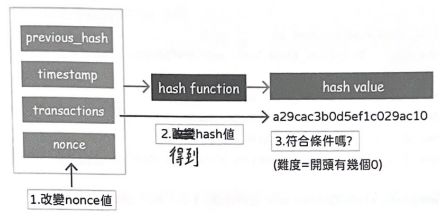 previous_hash
timestamp
transactions
nonce
hash function
hash value
a29cac3b0d5ef1c029ac10
1.改變nonce值
2.改變hash值
得到
3.符合條件嗎?
(難度=開頭有幾個0)